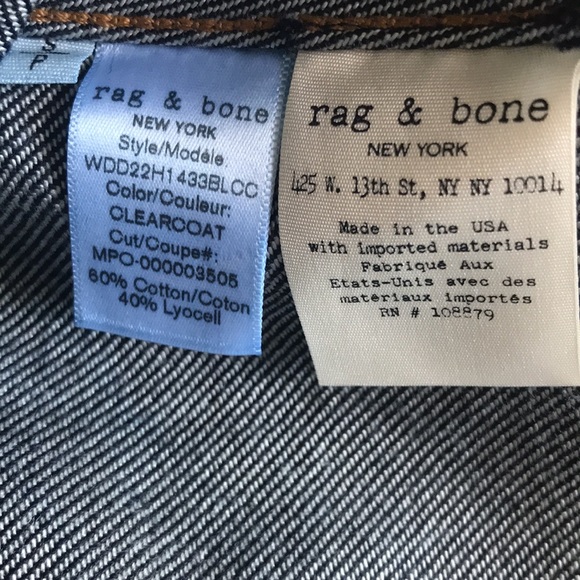 S
P
rag & bone
NEW YORK
Style/Modéle
WDD22H1433BLCC
Color/Couleur:
CLEARCOAT
Cut/Coupe#:
MPO-000003505
60% Cotton/Coton
40% Lyocell
rag & bone
NEW YORK
425 W. 13th St, NY NY 10014
Made in the USA
with imported materials
Fabriqué Aux
Etats-Unis avec des
matériaux importés
RN # 108879